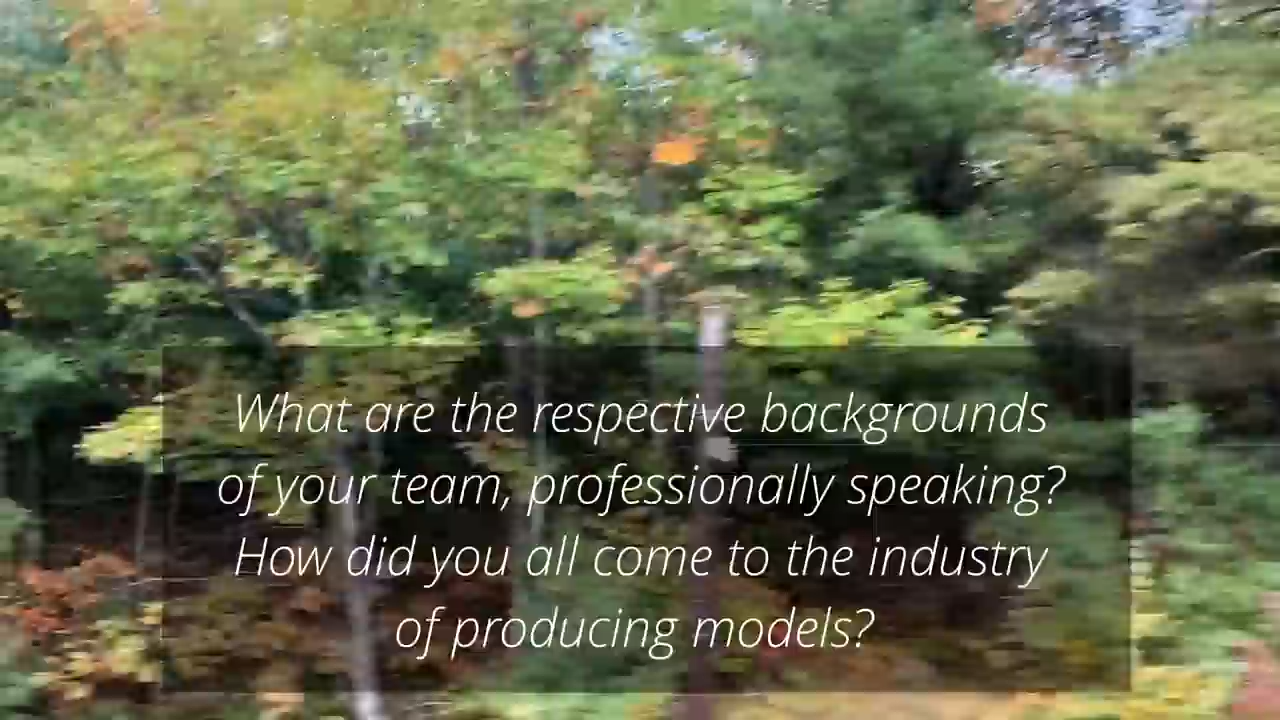 What are the respective backgrounds
of your team, professionally speaking?
How did you all come to the industry
of producing models?